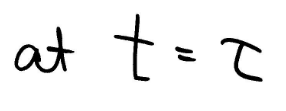 at t = τ